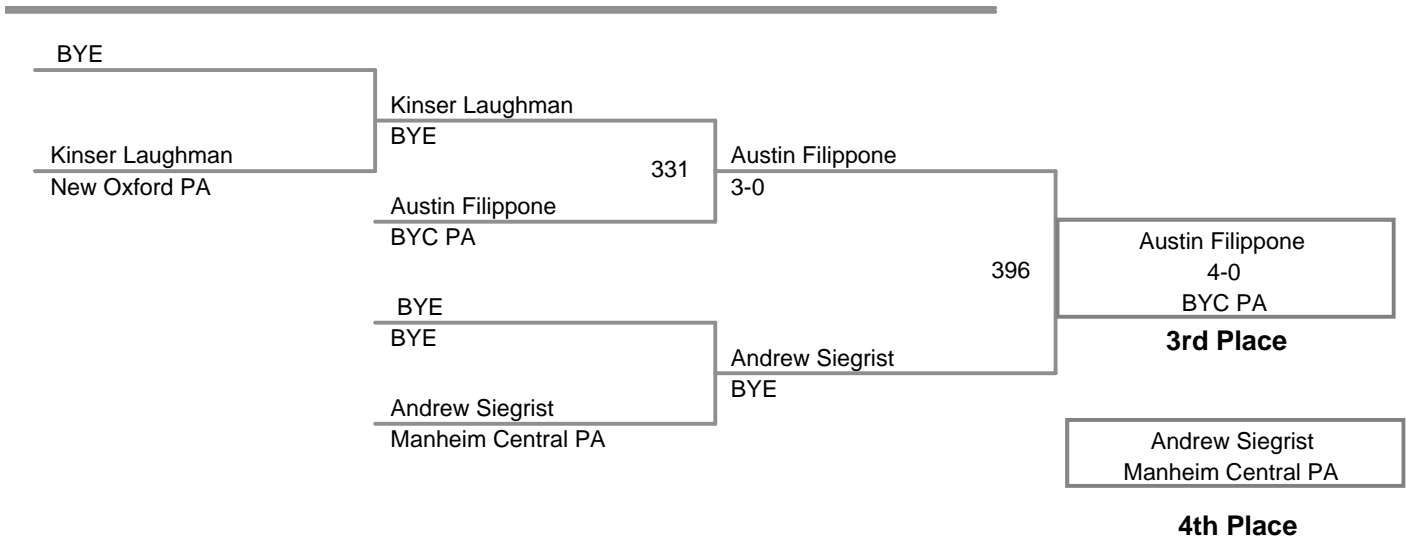 BYE
Kinser Laughman
New Oxford PA
Kinser Laughman
BYE
331
Austin Filippone
BYC PA
BYE
BYE
Andrew Siegrist
Manheim Central PA
Austin Filippone
3-0
396
Andrew Siegrist
BYE
Austin Filippone
4-0
BYC PA
3rd Place
Andrew Siegrist
Manheim Central PA
4th Place